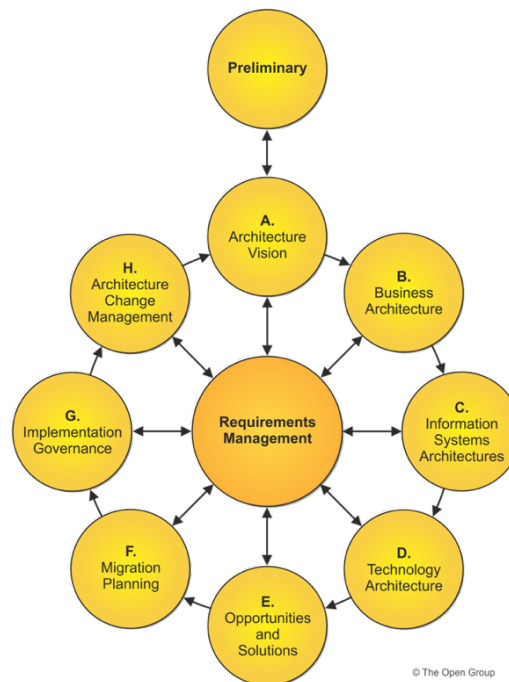 Preliminary
A.
Architecture
Vision
H.
Architecture
Change
Management
B.
Business
Architecture
G.
Implementation
Governance
Requirements
Management
C.
Information
Systems
Architectures
F.
Migration
Planning
D.
Technology
Architecture
E.
Opportunities
and
Solutions
© The Open Group